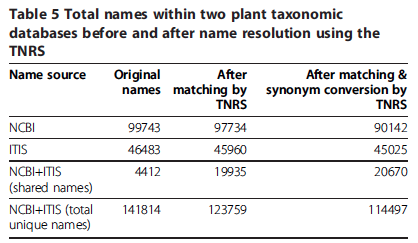 Table 5 Total names within two plant taxonomic
databases before and after name resolution using the
TNRS
Name source Original After After matching &
names matching by synonym conversion by
TNRS TNRS
NCBI 99743 97734 90142
ITIS 46483 45960 45025
NCBI+ITIS 4412 19935 20670
(shared names)
NCBI+ITIS (total 141814 123759 114497
unique names)